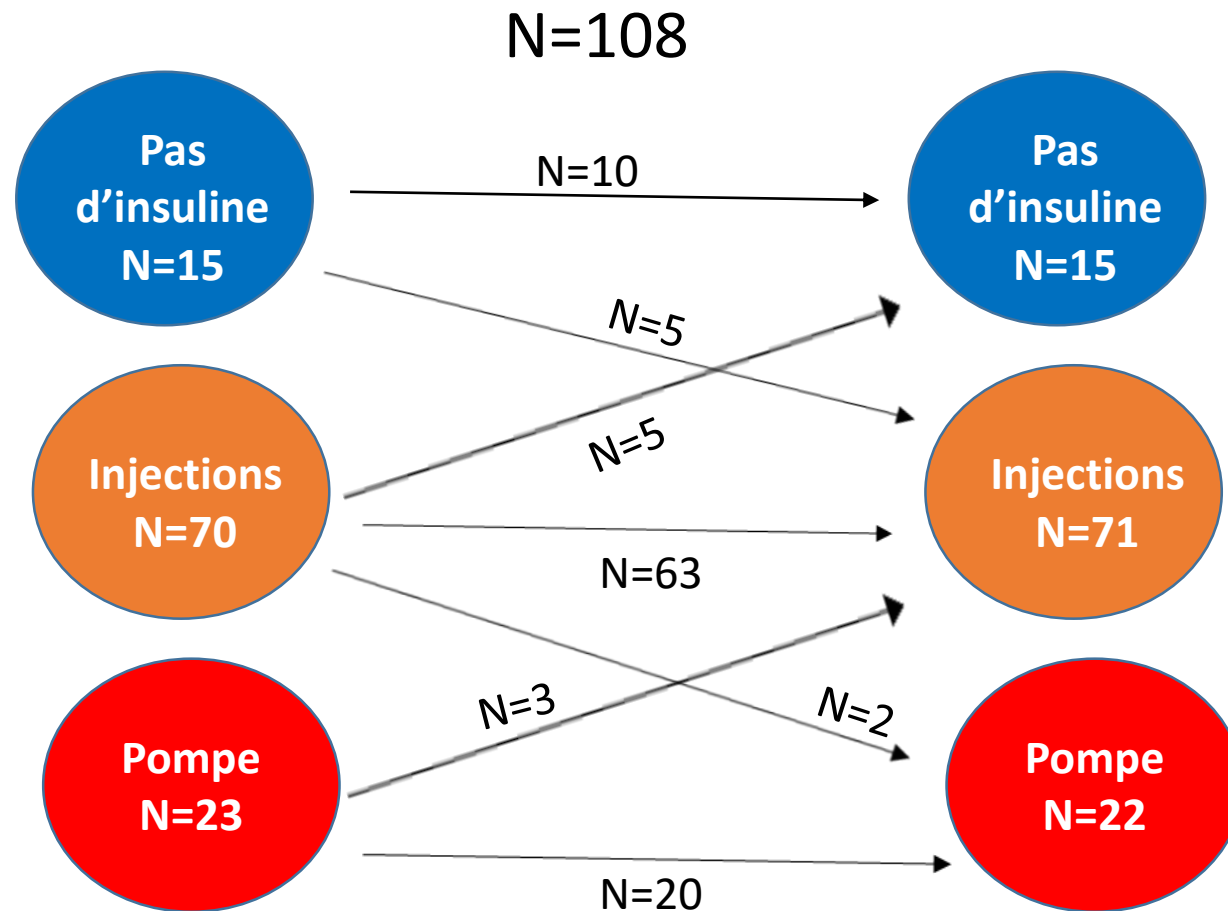 N=108
Pas
d’insuline
N=15
N=10
Pas
d’insuline
N=15
N=5
N=5
Injections
N=70
N=63
Injections
N=71
N=3
N=2
Pompe
N=23
N=20
Pompe
N=22